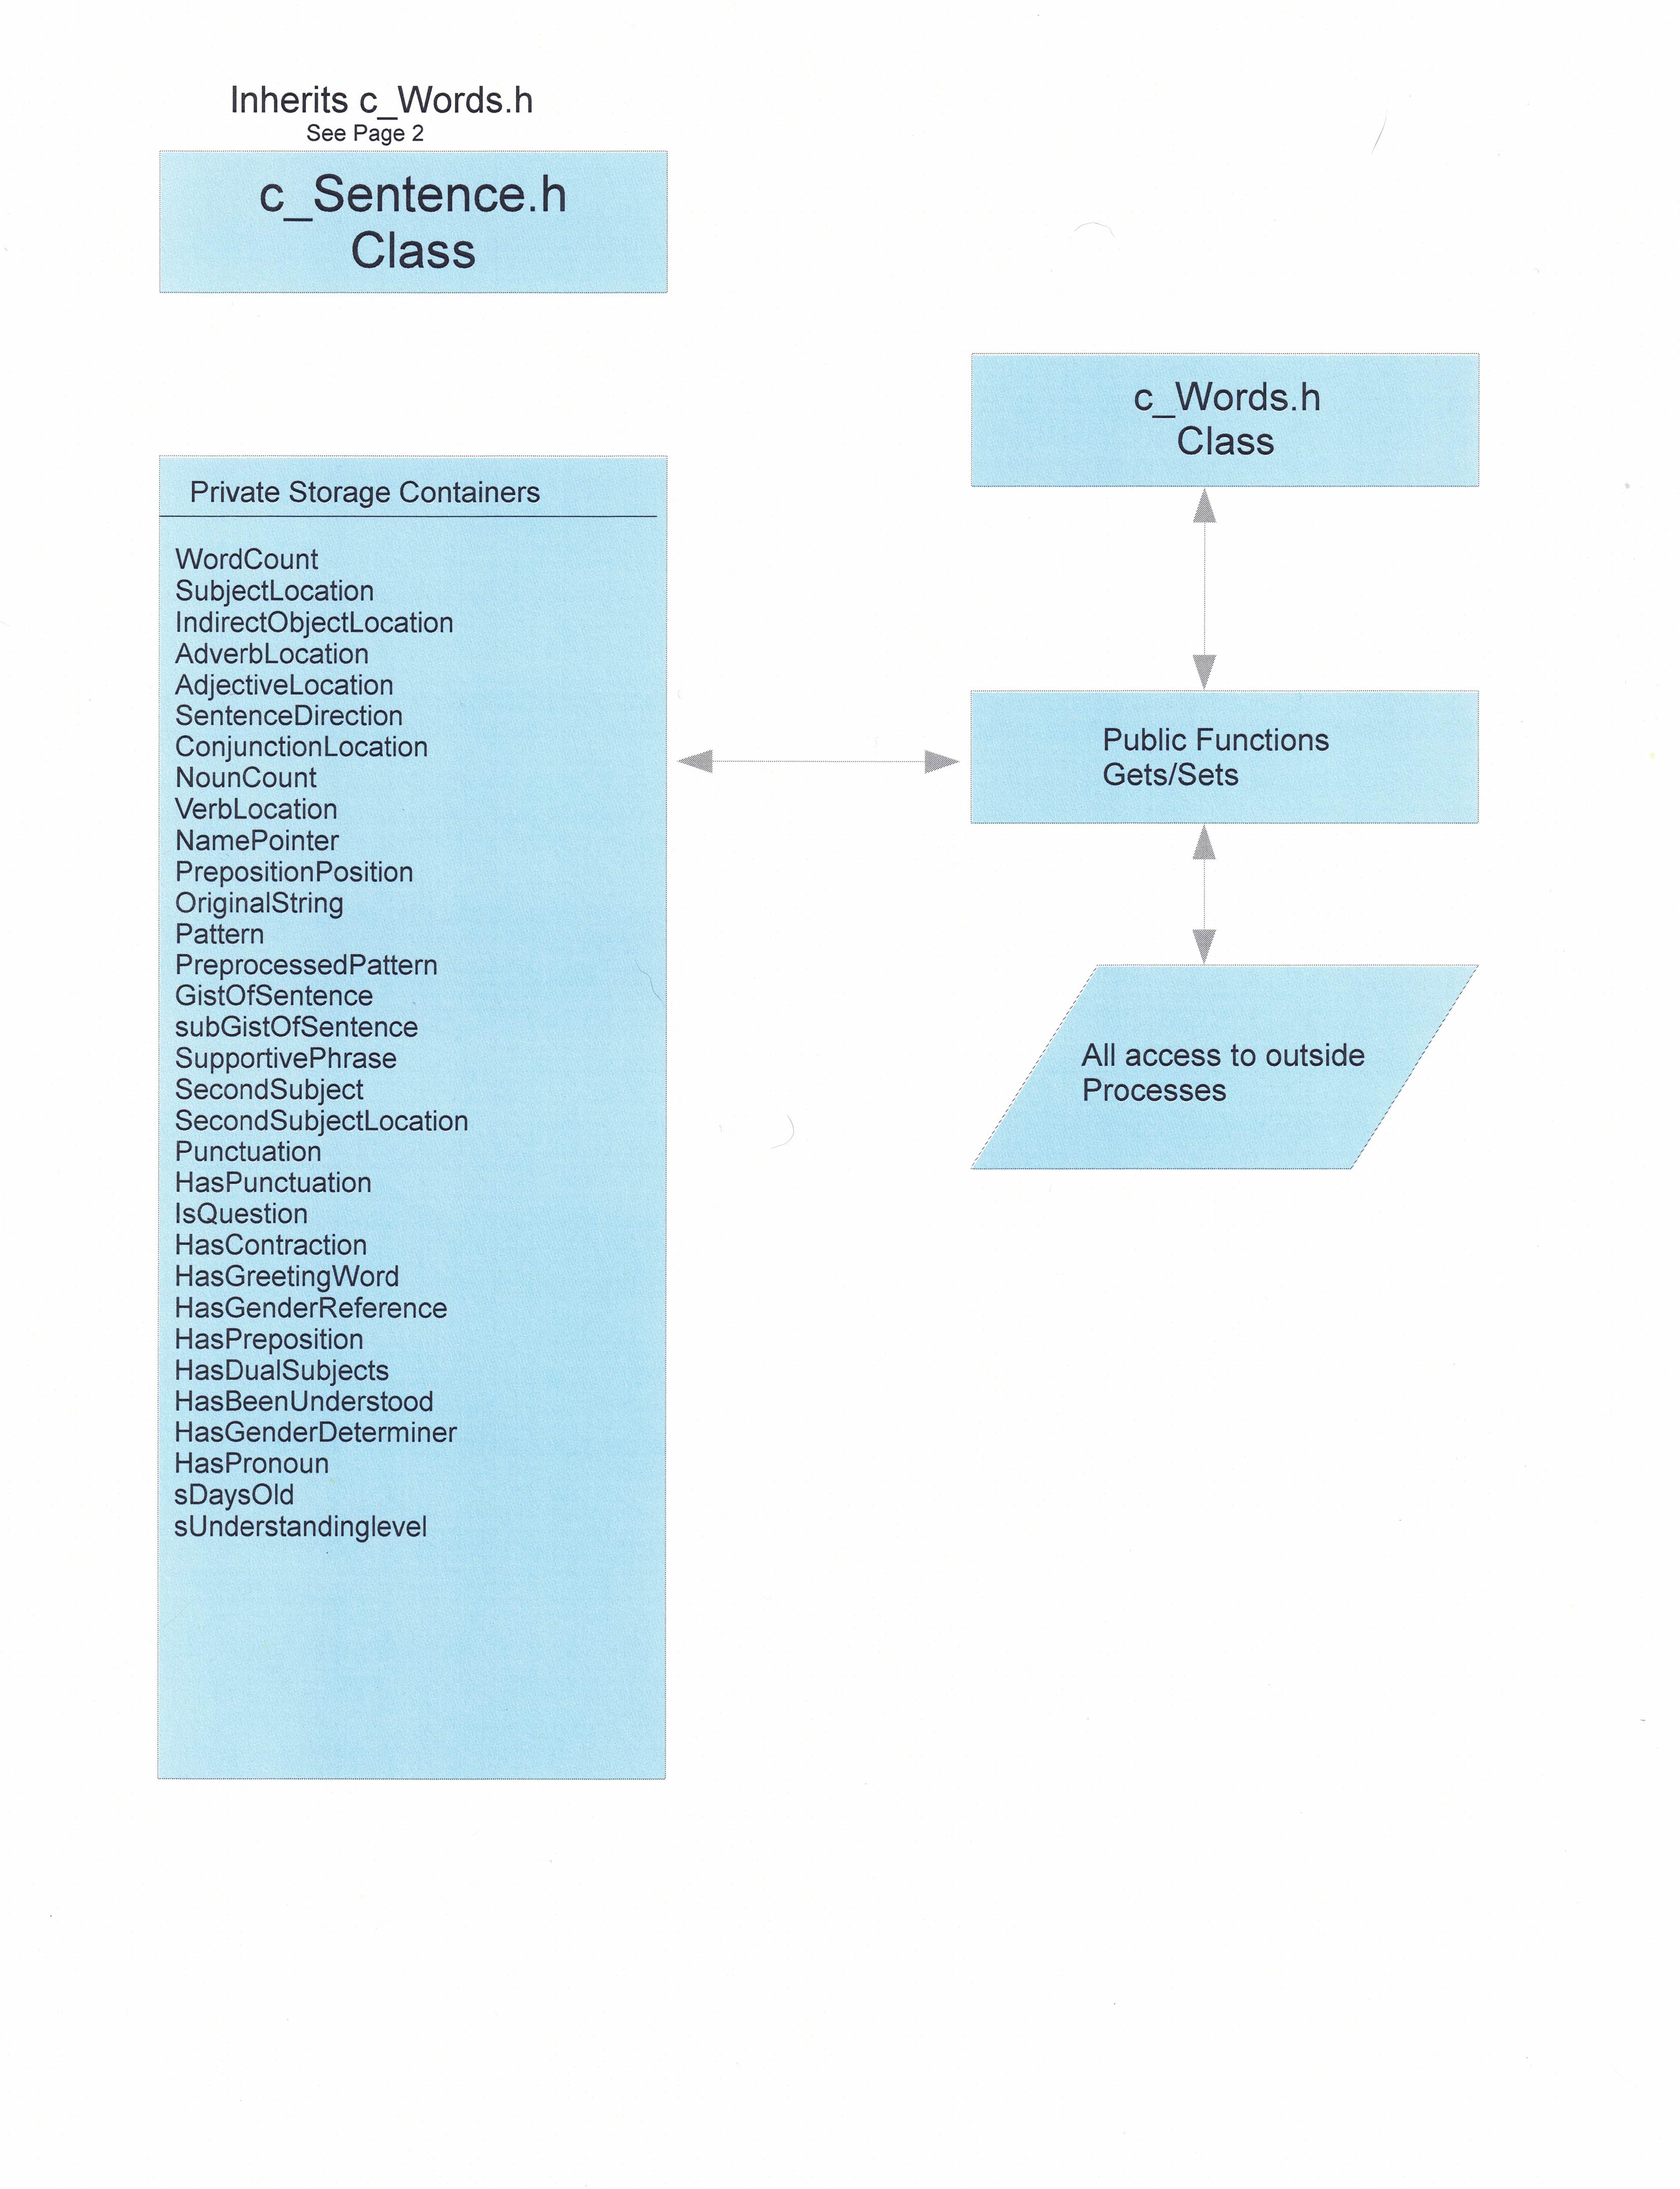 Inherits c_Words.h
See Page 2
c_Sentence.h
Class
Private Storage Containers
WordCount
SubjectLocation
IndirectObjectLocation
AdverbLocation
AdjectiveLocation
SentenceDirection
ConjunctionLocation
NounCount
VerbLocation
NamePointer
PrepositionPosition
OriginalString
Pattern
PreprocessedPattern
GistOfSentence
subGistOfSentence
SupportivePhrase
SecondSubject
SecondSubjectLocation
Punctuation
HasPunctuation
IsQuestion
HasContraction
HasGreetingWord
HasGenderReference
HasPreposition
HasDualSubjects
HasBeenUnderstood
HasGenderDeterminer
HasPronoun
sDaysOld
sUnderstandinglevel
c_Words.h
Class
Public Functions
Gets/Sets
All access to outside
Processes